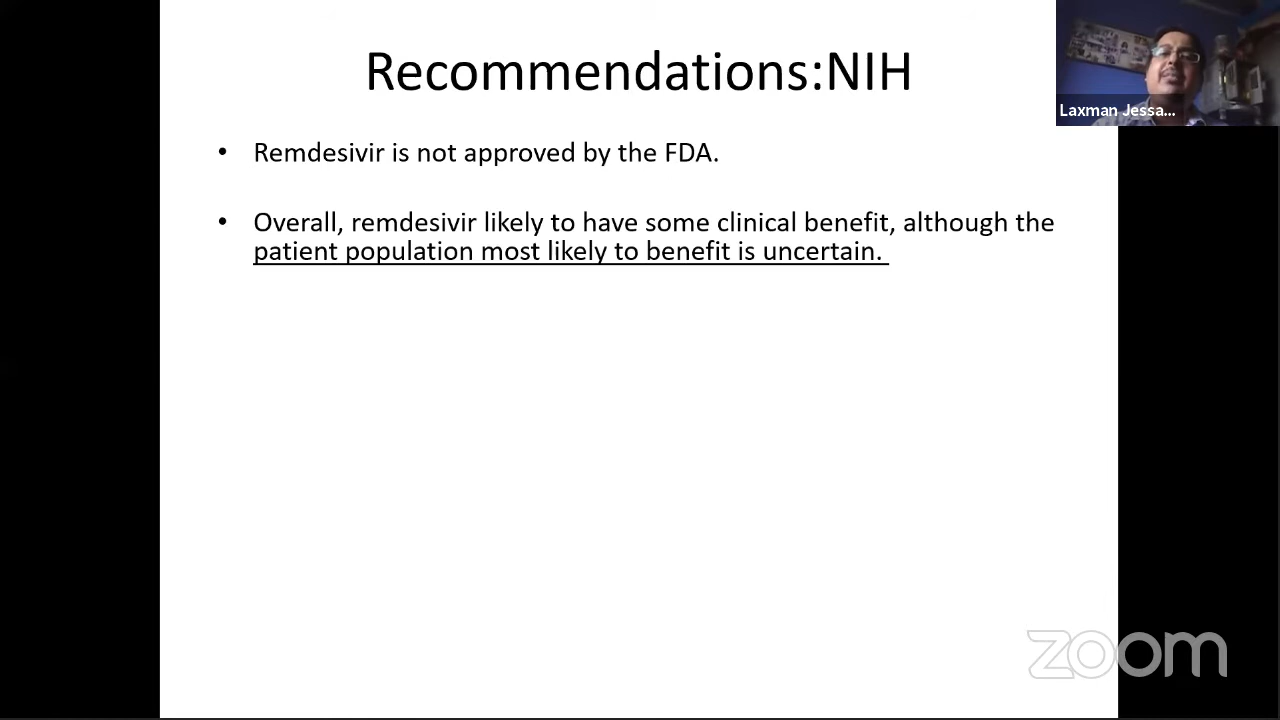 Recommendations:NIH
Laxman Jessa...
• Remdesivir is not approved by the FDA.
• Overall, remdesivir likely to have some clinical benefit, although the
patient population most likely to benefit is uncertain.
zoom